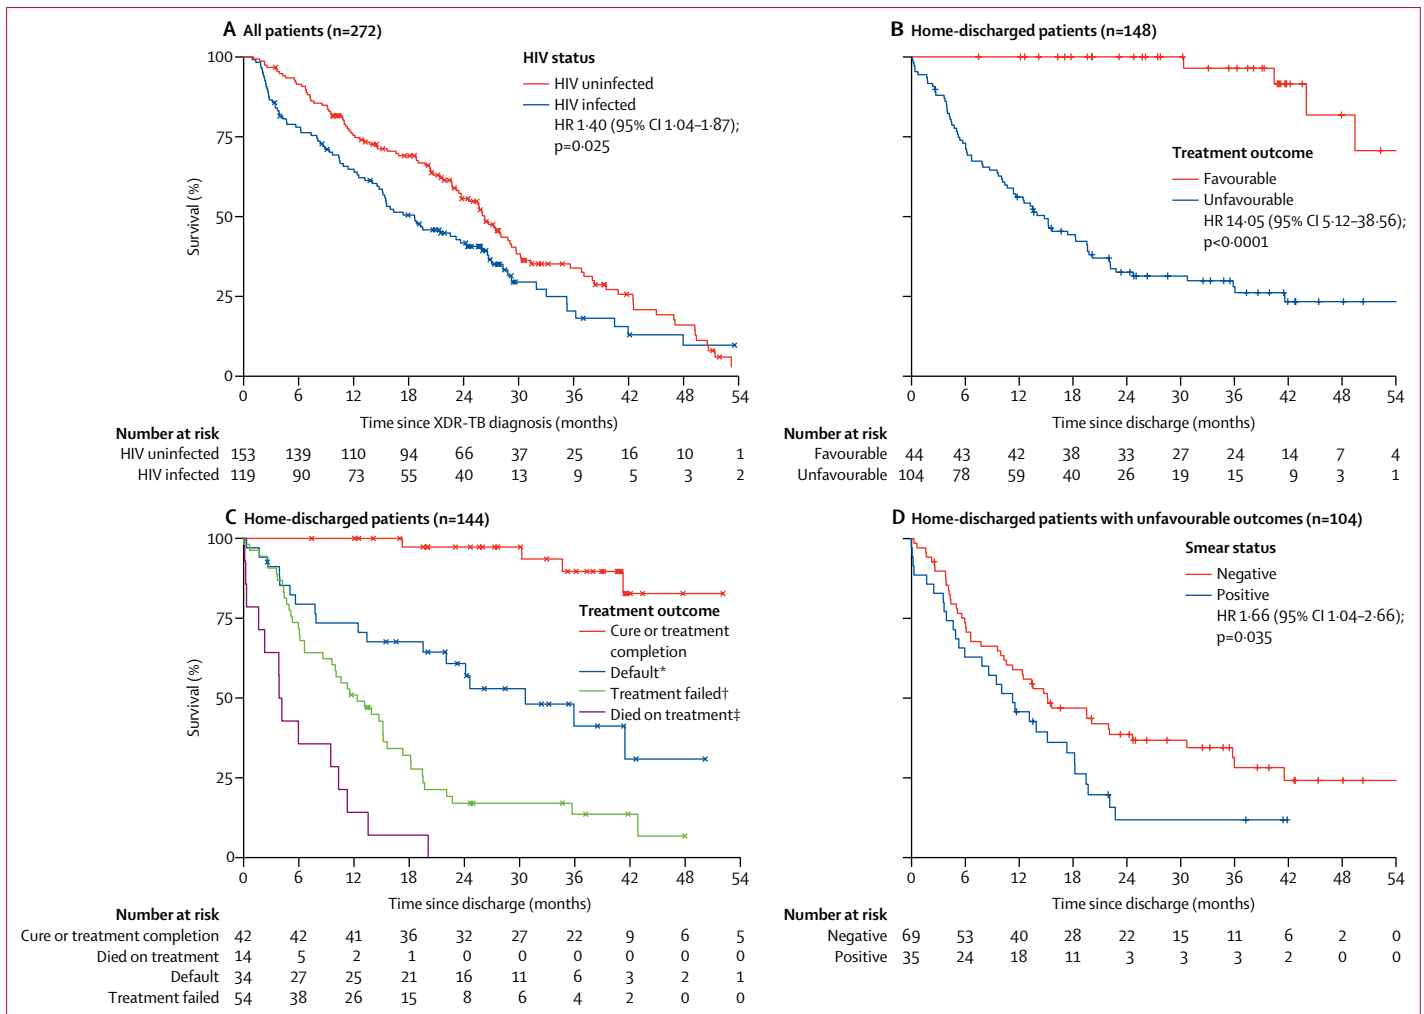 A All patients (n=272)
HIV status
HIV uninfected
HIV infected
HR 1·40 (95% CI 1·04–1·87);
p=0·025
Survival (%)
100
75
50
25
0
0 6 12 18 24 30 36 42 48 54
Time since XDR-TB diagnosis (months)
Number at risk
HIV uninfected 153 139 110 94 66 37 25 16 10 1
HIV infected 119 90 73 55 40 13 9 5 3 2
B Home-discharged patients (n=148)
Treatment outcome
Favourable
Unfavourable
HR 14·05 (95% CI 5·12–38·56);
p<0·0001
0 6 12 18 24 30 36 42 48 54
Time since discharge (months)
Number at risk
Favourable 44 43 42 38 33 27 24 14 7 4
Unfavourable 104 78 59 40 26 19 15 9 3 1
C Home-discharged patients (n=144)
Treatment outcome
Cure or treatment
completion
Default*
Treatment failed†
Died on treatment‡
Survival (%)
100
75
50
25
0
0 6 12 18 24 30 36 42 48 54
Time since discharge (months)
Number at risk
Cure or treatment completion 42 42 41 36 32 27 22 9 6 5
Died on treatment 14 5 2 1 0 0 0 0 0 0
Default 34 27 25 21 16 11 6 3 2 1
Treatment failed 54 38 26 15 8 6 4 2 0 0
D Home-discharged patients with unfavourable outcomes (n=104)
Smear status
Negative
Positive
HR 1·66 (95% CI 1·04–2·66);
p=0·035
0 6 12 18 24 30 36 42 48 54
Time since discharge (months)
Number at risk
Negative 69 53 40 28 22 15 11 6 2 0
Positive 35 24 18 11 3 3 3 2 0 0